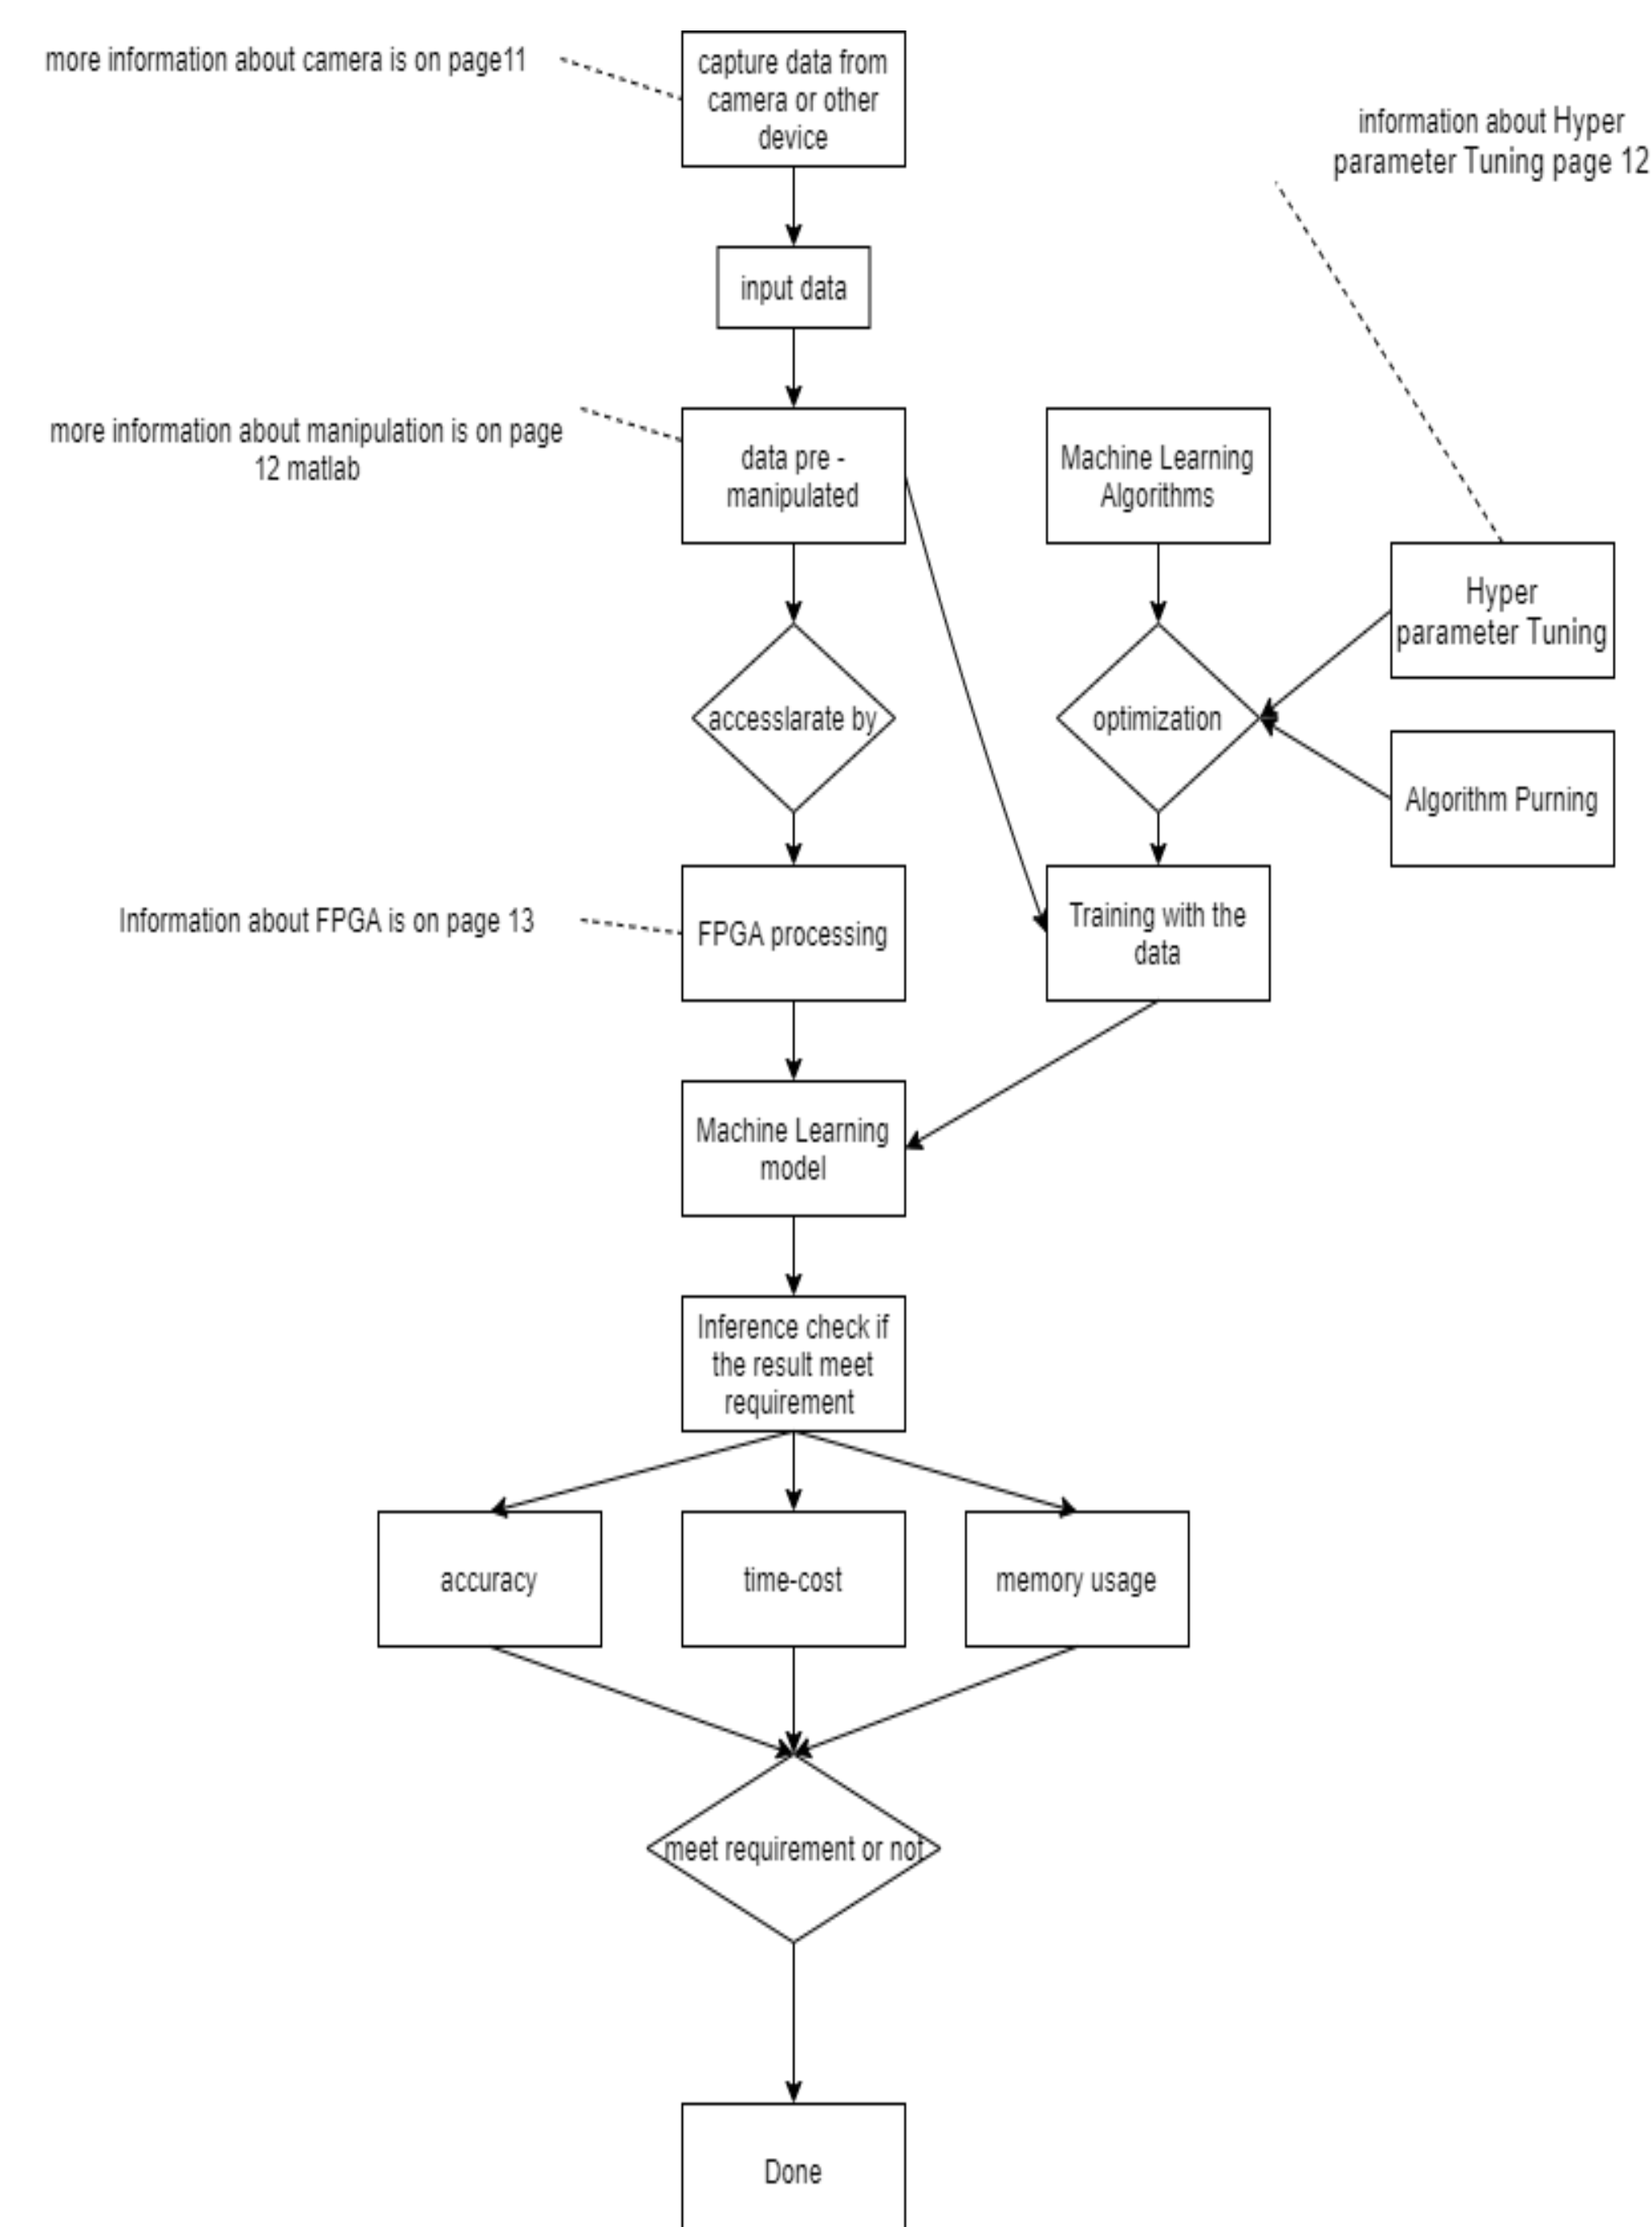 more information about camera is on page11
capture data from
camera or other
device
information about Hyper
parameter Tuning page 12
input data
more information about manipulation is on page
12 matlab
data pre -
manipulated
Machine Learning
Algorithms
Hyper
parameter Tuning
accesslarate by
optimization
Algorithm Purning
Information about FPGA is on page 13
FPGA processing
Training with the
data
Machine Learning
model
Inference check if
the result meet
requirement
accuracy
time-cost
memory usage
meet requirement or not
Done